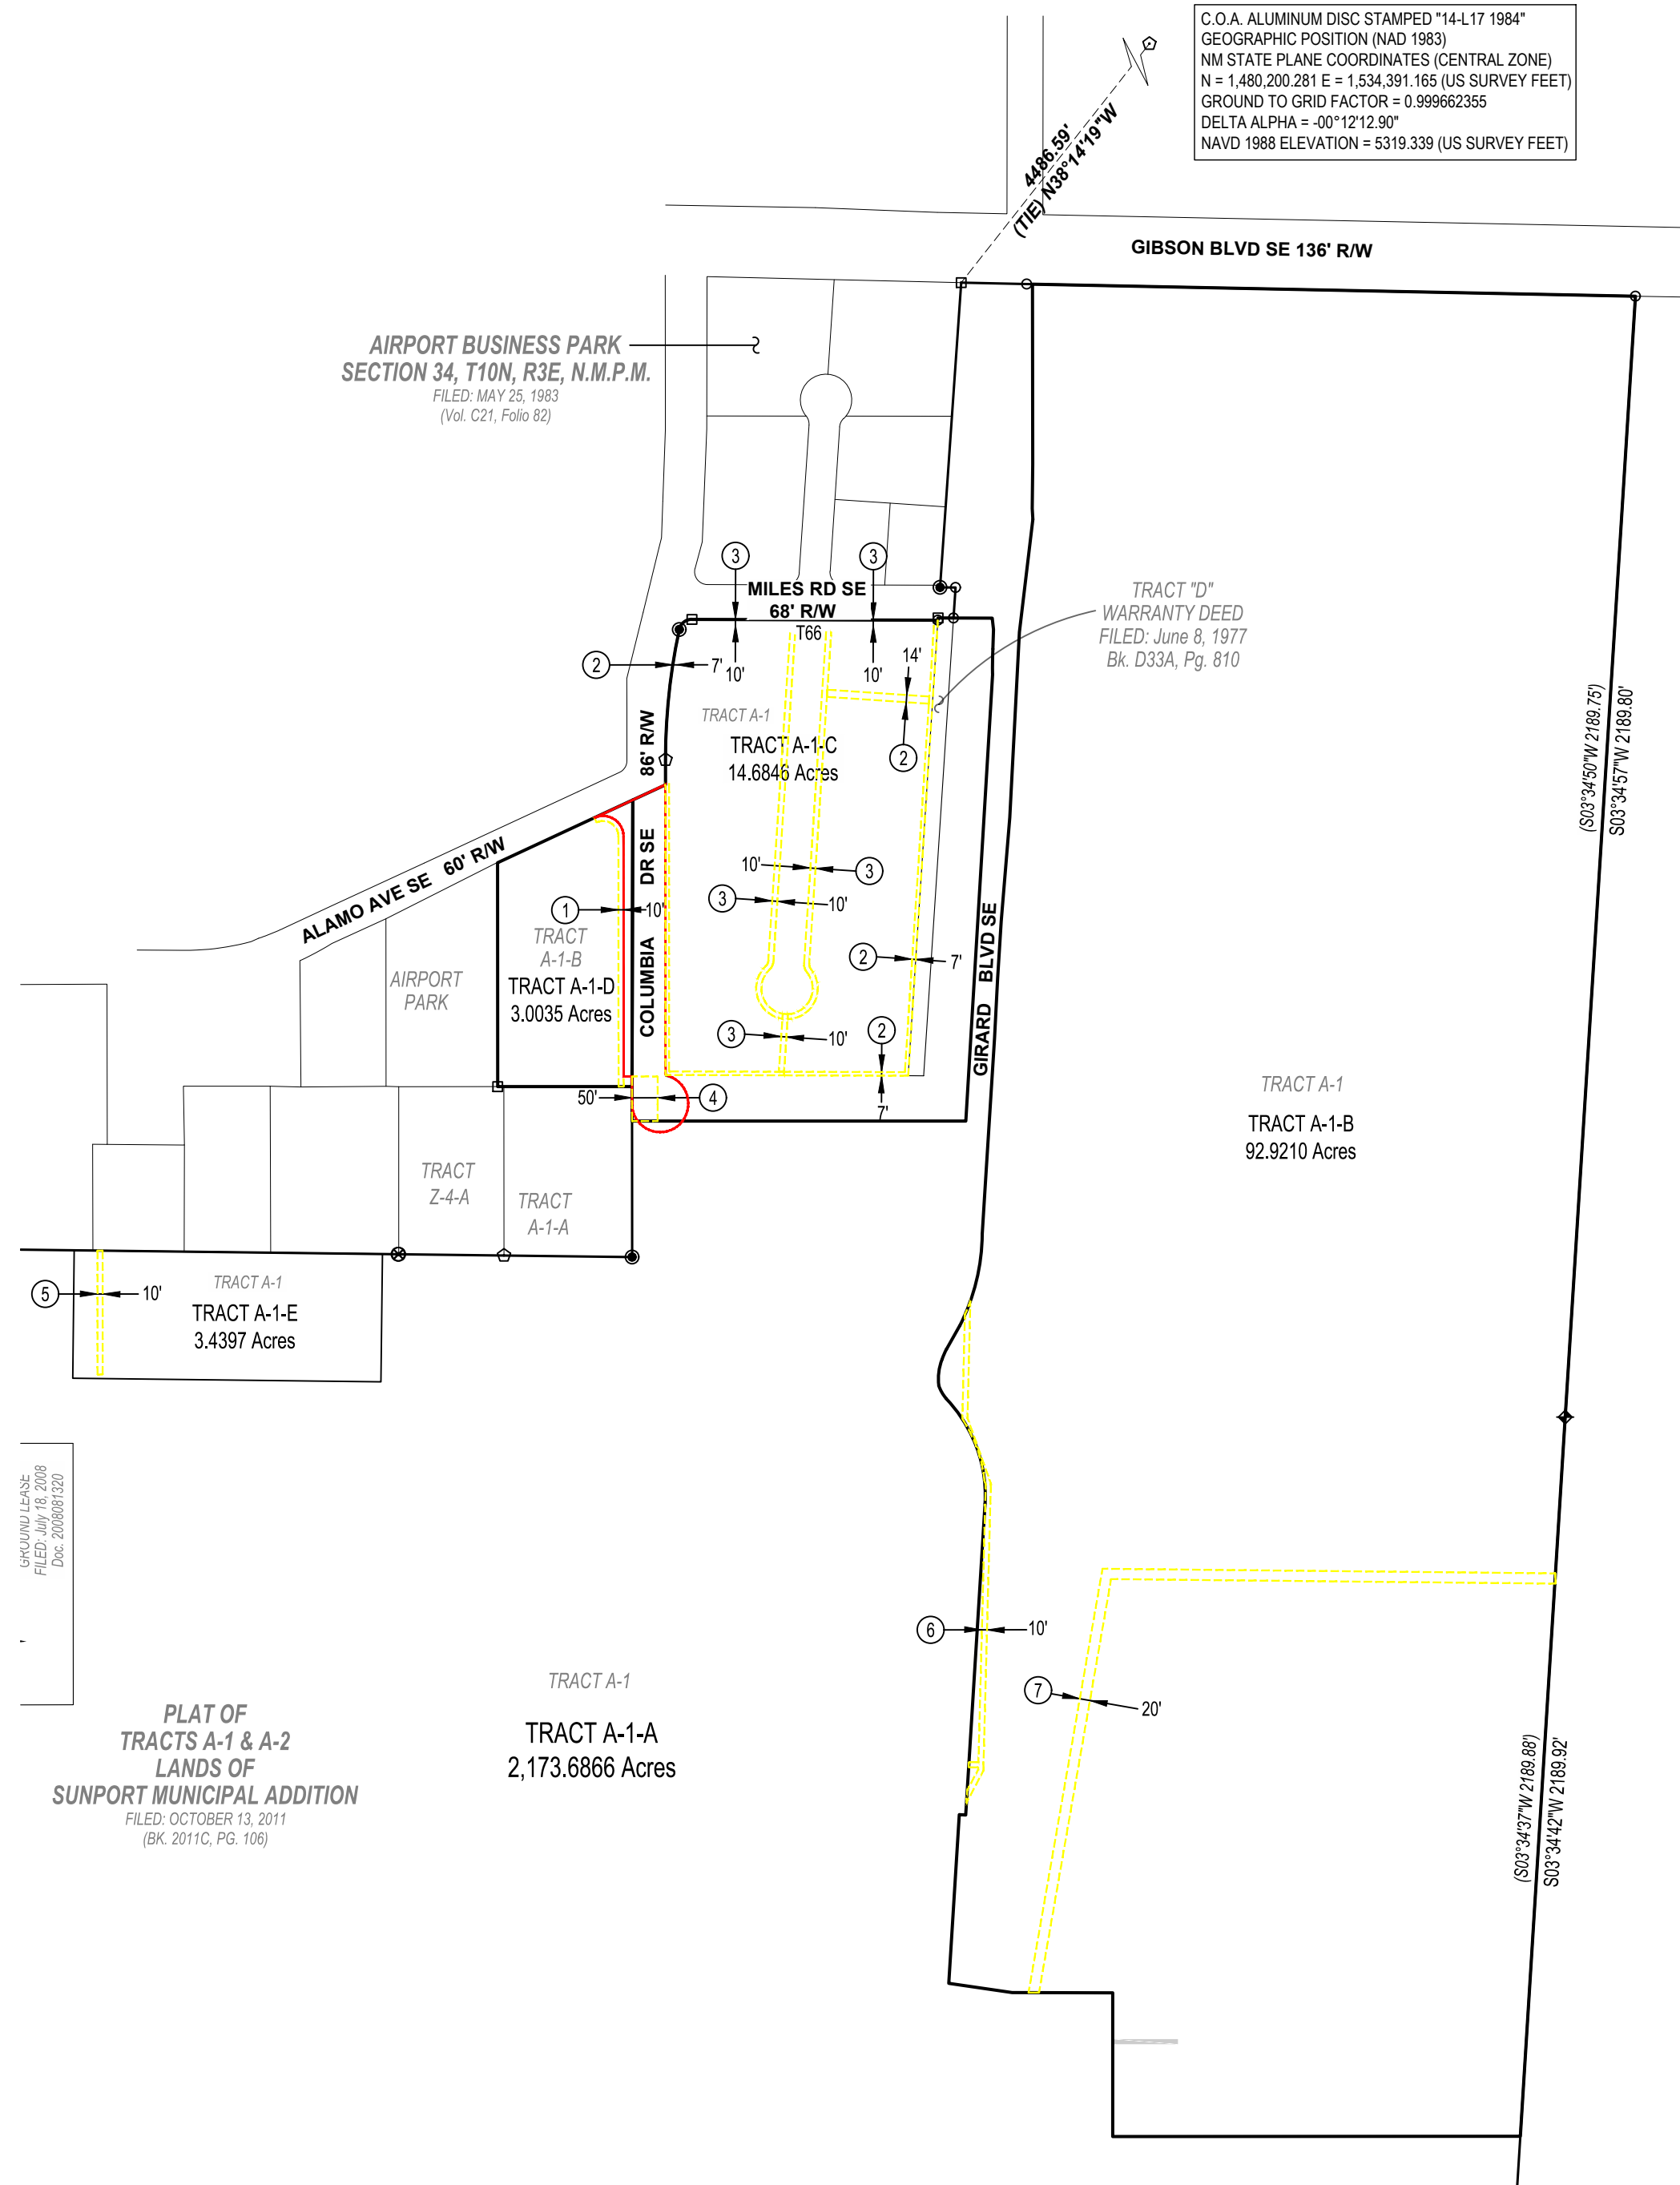 C.O.A. ALUMINUM DISC STAMPED "14-L17 1984"
GEOGRAPHIC POSITION (NAD 1983)
NM STATE PLANE COORDINATES (CENTRAL ZONE)
N = 1,480,200.281 E = 1,534,391.165 (US SURVEY FEET)
GROUND TO GRID FACTOR = 0.999662355
DELTA ALPHA = -00°12'12.90"
NAVD 1988 ELEVATION = 5319.339 (US SURVEY FEET)
4486.59'
(TIE) N38°14'19"W
GIBSON BLVD SE 136' R/W
AIRPORT BUSINESS PARK
SECTION 34, T10N, R3E, N.M.P.M.
FILED: MAY 25, 1983
(Vol. C21, Folio 82)
3
3
MILES RD SE
68' R/W
T66
TRACT "D"
WARRANTY DEED
FILED: June 8, 1977
Bk. D33A, Pg. 810
2
7'
10'
10'
14'
2
TRACT A-1
TRACT A-1-C
14.6846 Acres
86' R/W
(S03°34'50"W 2189.75')
S03°34'57"W 2189.80'
ALAMO AVE SE 60' R/W
COLUMBIA DR SE
10'
3
3
10'
1
10'
TRACT
A-1-B
TRACT A-1-D
3.0035 Acres
AIRPORT
PARK
2
7'
GIRARD BLVD SE
3
10'
2
7'
50'
4
TRACT A-1
TRACT A-1-B
92.9210 Acres
TRACT
Z-4-A
TRACT
A-1-A
5
10'
TRACT A-1
TRACT A-1-E
3.4397 Acres
GROUND LEASE
FILED: July 18, 2008
Doc. 2008081320
6
10'
7
20'
TRACT A-1
TRACT A-1-A
2,173.6866 Acres
PLAT OF
TRACTS A-1 & A-2
LANDS OF
SUNPORT MUNICIPAL ADDITION
FILED: OCTOBER 13, 2011
(BK. 2011C, PG. 106)
(S03°34'37"W 2189.88')
S03°34'42"W 2189.92'